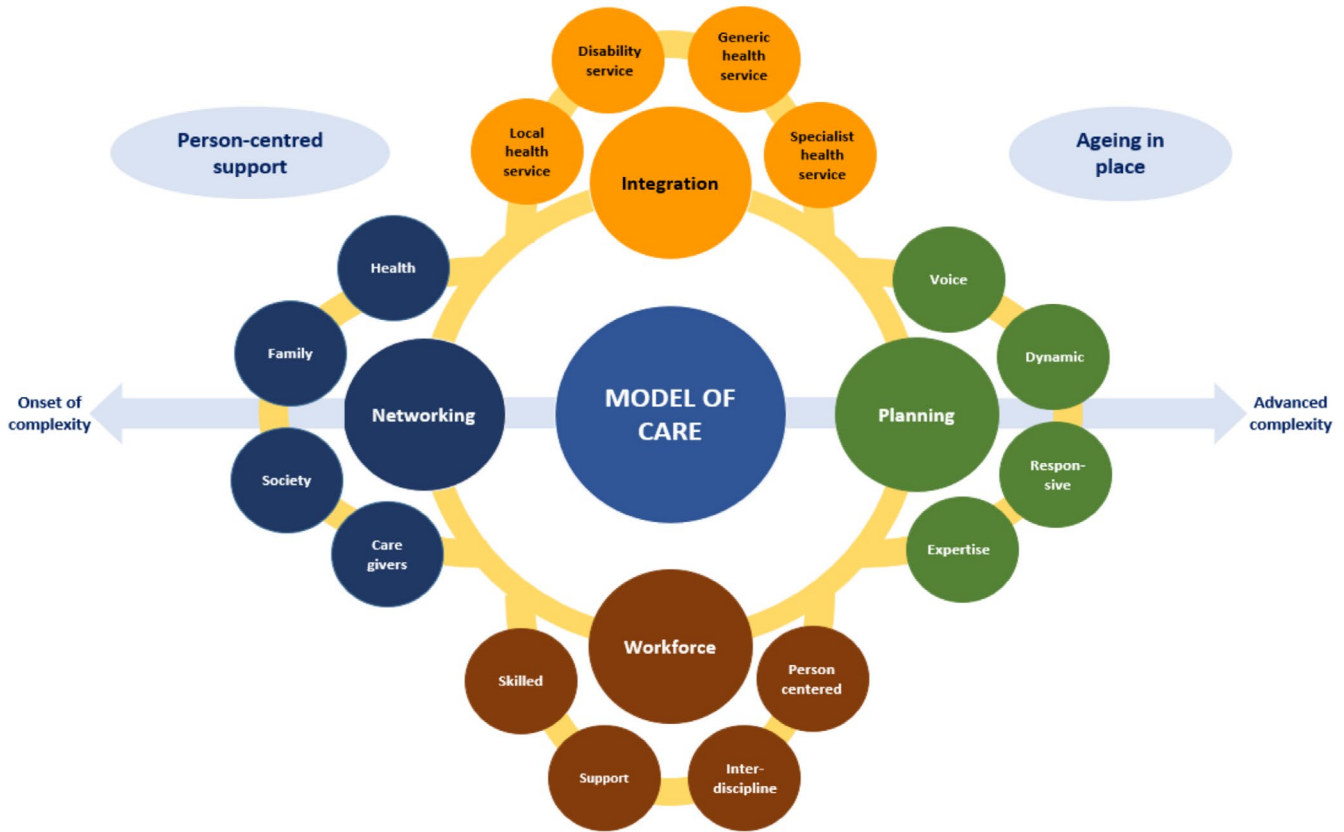 Disability
service
Generic
health
service
Person-centred
support
Local
health
service
Integration
Specialist
health
service
Ageing in
place
Health
Voice
Family
Dynamic
Onset of
complexity
Networking
MODEL OF
CARE
Planning
Advanced
complexity
Society
Respon-
sive
Care
givers
Expertise
Workforce
Skilled
Person
centered
Support
Inter-
discipline